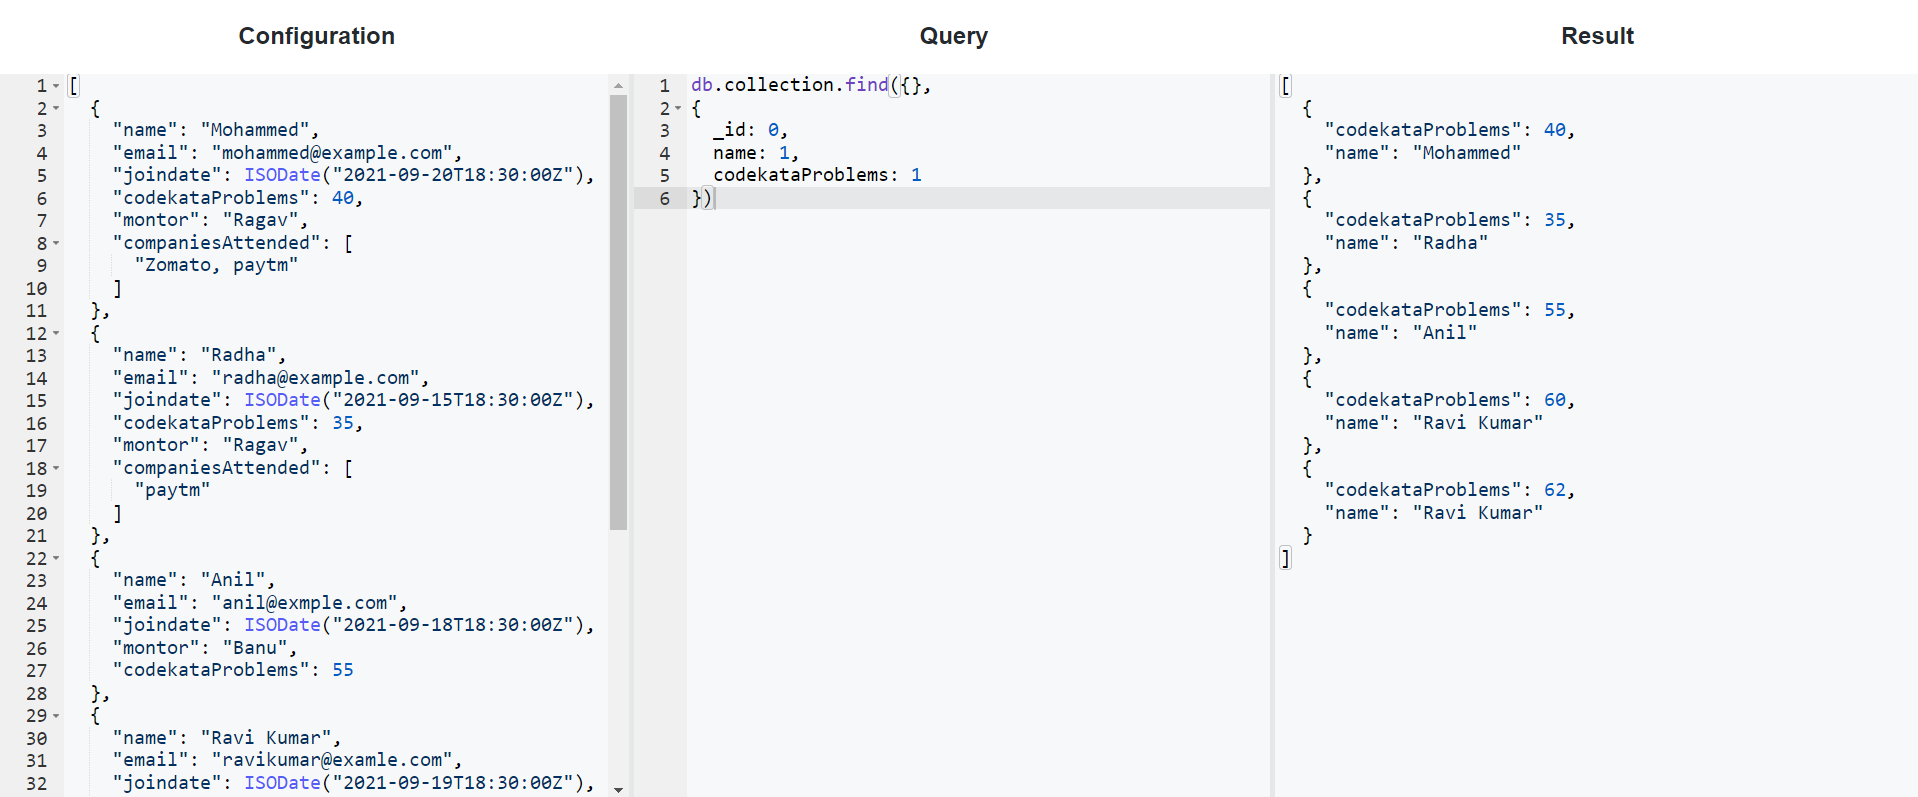 Configuration
1 [
2 {
3 "name": "Mohammed",
4 "email": "mohammed@example.com",
5 "joindate": ISODate("2021-09-20T18:30:00Z"),
6 "codekataProblems": 40,
7 "montor": "Ragav",
8 "companiesAttended": [
9 "Zomato, paytm"
10 ]
11 },
12 {
13 "name": "Radha",
14 "email": "radha@example.com",
15 "joindate": ISODate("2021-09-15T18:30:00Z"),
16 "codekataProblems": 35,
17 "montor": "Ragav",
18 "companiesAttended": [
19 "paytm"
20 ]
21 },
22 {
23 "name": "Anil",
24 "email": "anil@exmple.com",
25 "joindate": ISODate("2021-09-18T18:30:00Z"),
26 "montor": "Banu",
27 "codekataProblems": 55
28 },
29 {
30 "name": "Ravi Kumar",
31 "email": "ravikumar@examle.com",
32 "joindate": ISODate("2021-09-19T18:30:00Z"),
Query
1 db.collection.find({},
2 {
3 _id: 0,
4 name: 1,
5 codekataProblems: 1
6 })
Result
[
{
"codekataProblems": 40,
"name": "Mohammed"
},
{
"codekataProblems": 35,
"name": "Radha"
},
{
"codekataProblems": 55,
"name": "Anil"
},
{
"codekataProblems": 60,
"name": "Ravi Kumar"
},
{
"codekataProblems": 62,
"name": "Ravi Kumar"
}
]